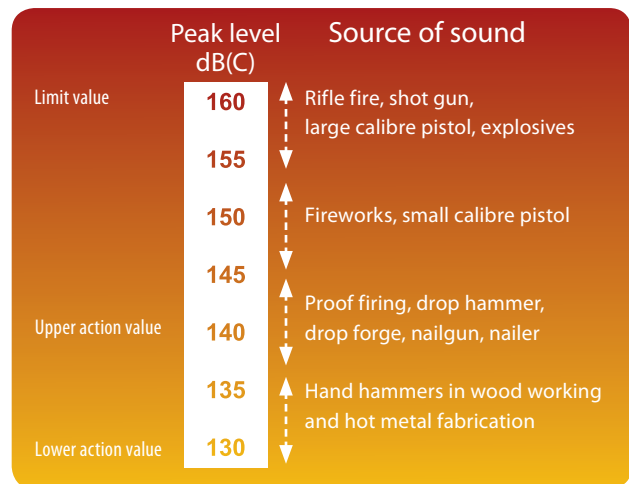 Peak level
dB(C)
Source of sound
Limit value
160
Rifle fire, shot gun,
large calibre pistol, explosives
155
150
Fireworks, small calibre pistol
145
Proof firing, drop hammer,
Upper action value
140
drop forge, nailgun, nailer
135
Hand hammers in wood working
and hot metal fabrication
Lower action value
130